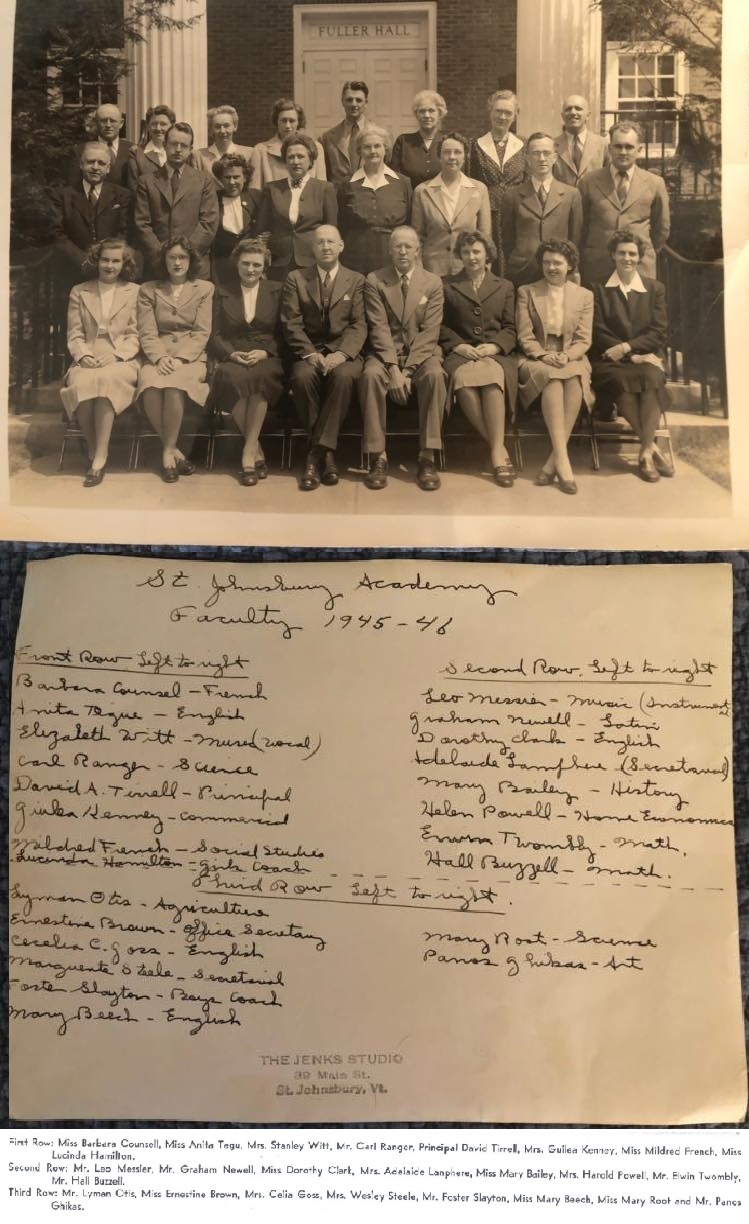 FULLER HALL
St. Johnsbury Academy
Faculty 1945-46
Front Row Left to right
Barbara Counsel - French
Anita Tegue - English
Elizabeth Witt - Music (vocal)
Carl Ranger - Science
David A. Tirrell - Principal
Giulea Kenney - commercial
Mildred French - Social Studies
Lucinda Hamilton - Girls Coach
Second Row, Left to right
Leo Messier - Music (Instrumental)
Graham Newell - Latin
Dorothy Clark - English
Adelaide Lamphere (Secretarial)
Mary Bailey - History
Helen Powell - Home Economics
Erwin Twombly - Math.
Hall Buzzell - Math.
Third Row Left to right.
Lyman Otis - Agriculture
Ernestine Brown - Office Secretary
Cecelia C. Goss - English
Marguerite Steele - Secretarial
Foster Slayton - Boys Coach
Mary Beech - English
Mary Root - Science
Panos Ghikas - Art
THE JENKS STUDIO
39 Main St.
St. Johnsbury, Vt.
First Row: Miss Barbara Counsell, Miss Anita Tegu, Mrs. Stanley Witt, Mr. Carl Ranger, Principal David Tirrell, Mrs. Guilea Kenney, Miss Mildred French, Miss
Lucinda Hamilton.
Second Row: Mr. Leo Messier, Mr. Graham Newell, Miss Dorothy Clark, Mrs. Adelaide Lanphere, Miss Mary Bailey, Mrs. Harold Powell, Mr. Elwin Twombly,
Mr. Hall Buzzell.
Third Row: Mr. Lyman Otis, Miss Ernestine Brown, Mrs. Celia Goss, Mrs. Wesley Steele, Mr. Foster Slayton, Miss Mary Beech, Miss Mary Root and Mr. Panos
Ghikas.